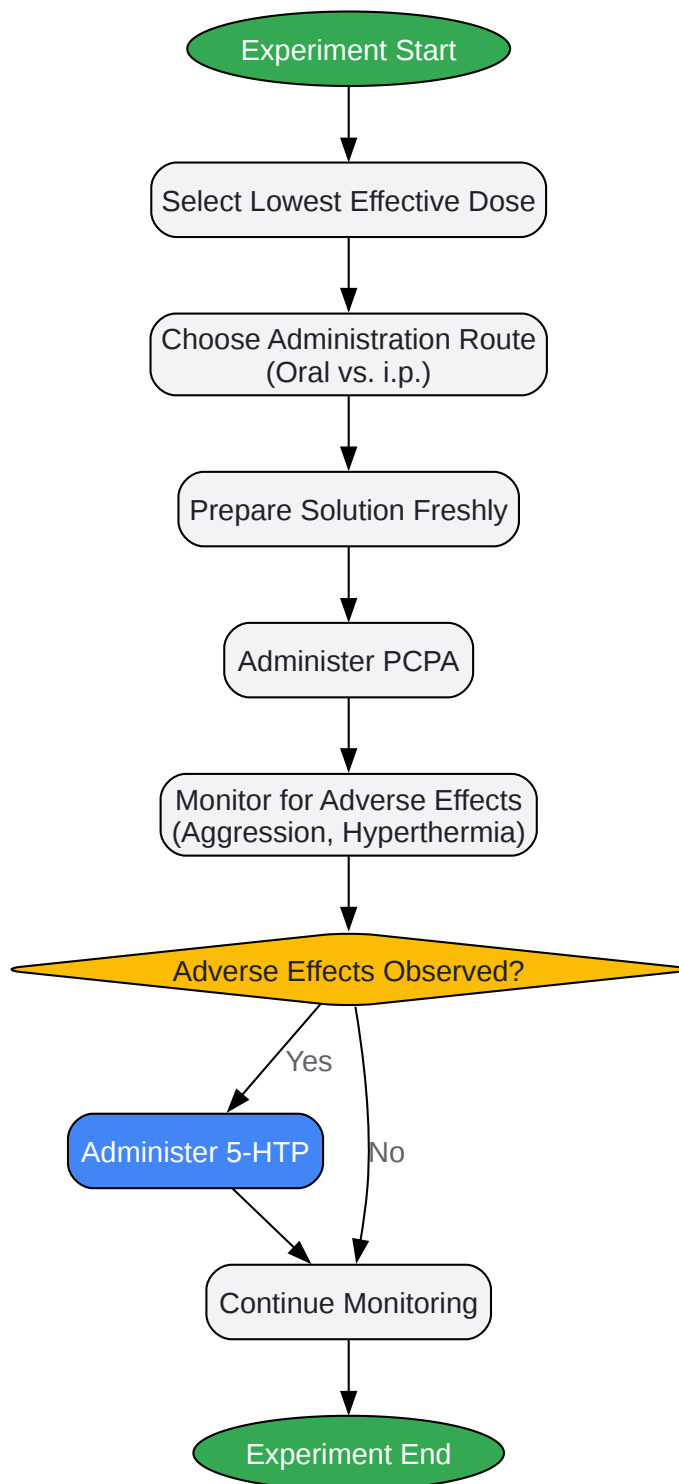 Experiment Start
Select Lowest Effective Dose
Choose Administration Route
(Oral vs. i.p.)
Prepare Solution Freshly
Administer PCPA
Monitor for Adverse Effects
(Aggression, Hyperthermia)
Adverse Effects Observed?
Yes
Administer 5-HTP
No
Continue Monitoring
Experiment End